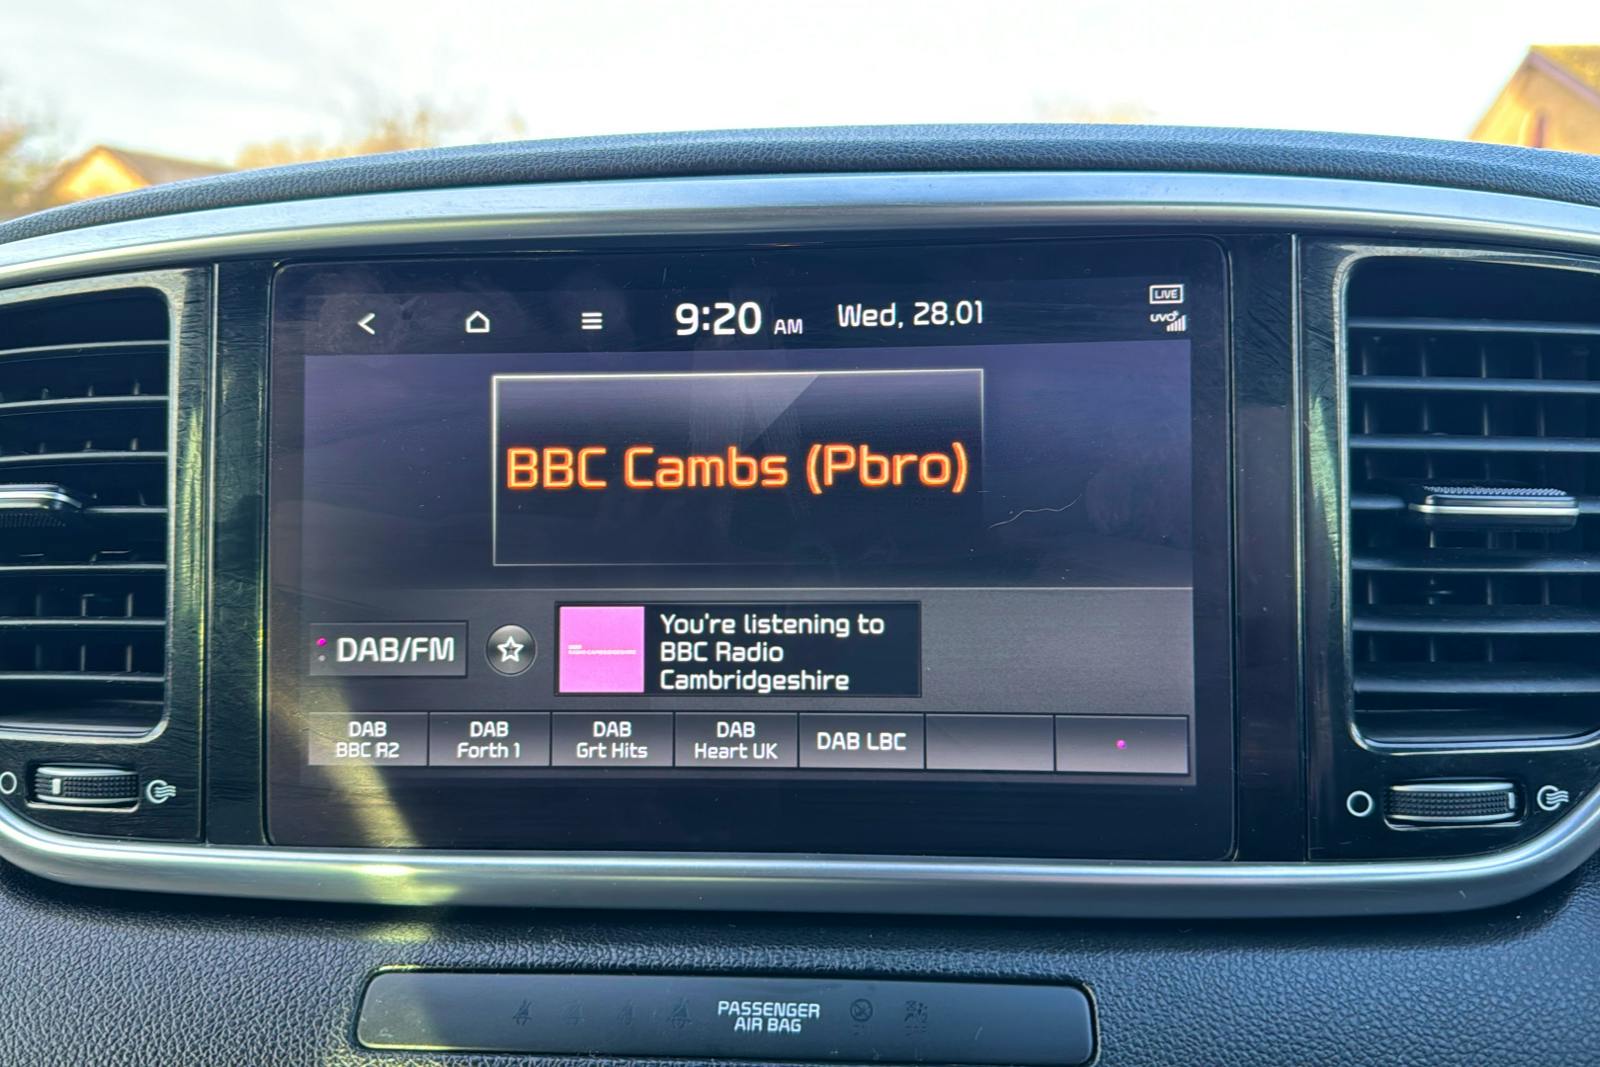 9:20 AM Wed, 28.01
LIVE
UVO
BBC Cambs (Pbro)
DAB/FM
You're listening to
BBC Radio
Cambridgeshire
DAB
BBC R2
DAB
Forth 1
DAB
Grt Hits
DAB
Heart UK
DAB LBC
PASSENGER
AIR BAG